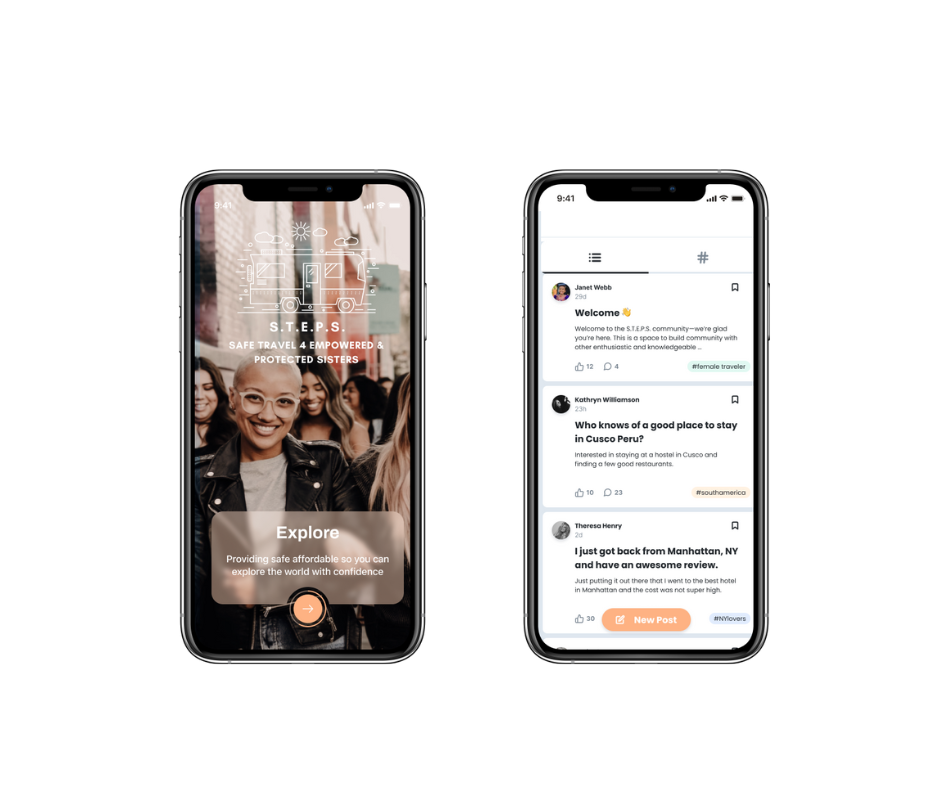 9:41
S.T.E.P.S.
SAFE TRAVEL 4 EMPOWERED &
PROTECTED SISTERS
Explore
Providing safe affordable so you can
explore the world with confidence
9:41
#
Janet Webb
29d
Welcome 👋
Welcome to the S.T.E.P.S. community—we're glad
you're here. This is a space to build community with
other enthusiastic and knowledgeable ...
12 4 #female traveler
Kathryn Williamson
23h
Who knows of a good place to stay
in Cusco Peru?
Interested in staying at a hostel in Cusco and
finding a few good restaurants.
10 23 #southamerica
Theresa Henry
2d
I just got back from Manhattan, NY
and have an awesome review.
Just putting it out there that I went to the best hotel
in Manhattan and the cost was not super high.
30 New Post #NYlovers